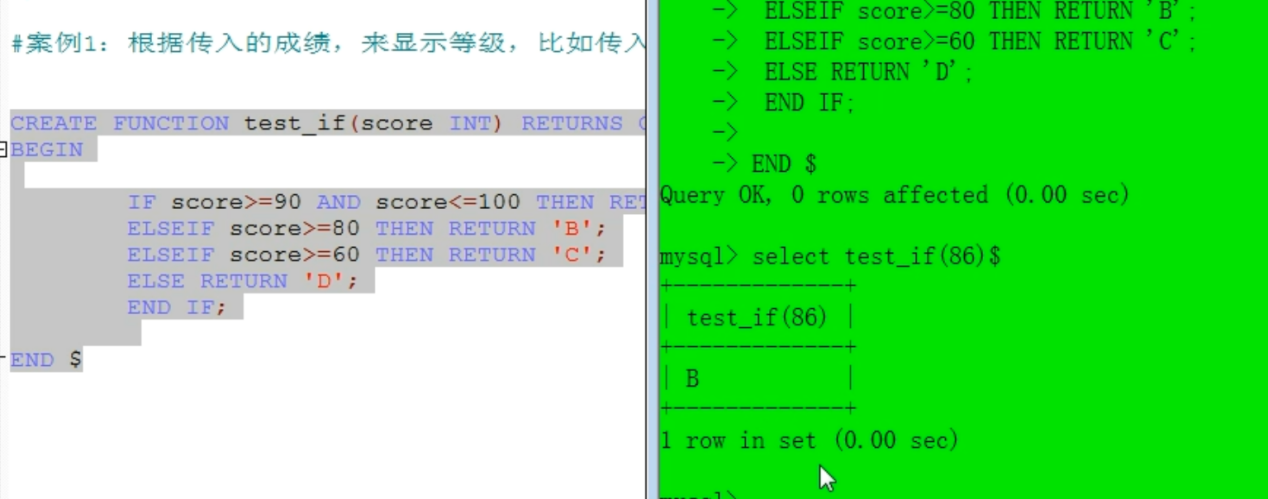 #案例1：根据传入的成绩，来显示等级，比如传入
CREATE FUNCTION test_if(score INT) RETURNS
BEGIN
IF score>=90 AND score<=100 THEN RET
ELSEIF score>=80 THEN RETURN 'B';
ELSEIF score>=60 THEN RETURN 'C';
ELSE RETURN 'D';
END IF;
END $
-> ELSEIF score>=80 THEN RETURN 'B';
-> ELSEIF score>=60 THEN RETURN 'C';
-> ELSE RETURN 'D';
-> END IF;
->
-> END $
Query OK, 0 rows affected (0.00 sec)
mysql> select test_if(86)$
+-------------+
| test_if(86) |
+-------------+
| B           |
+-------------+
1 row in set (0.00 sec)
mysql>